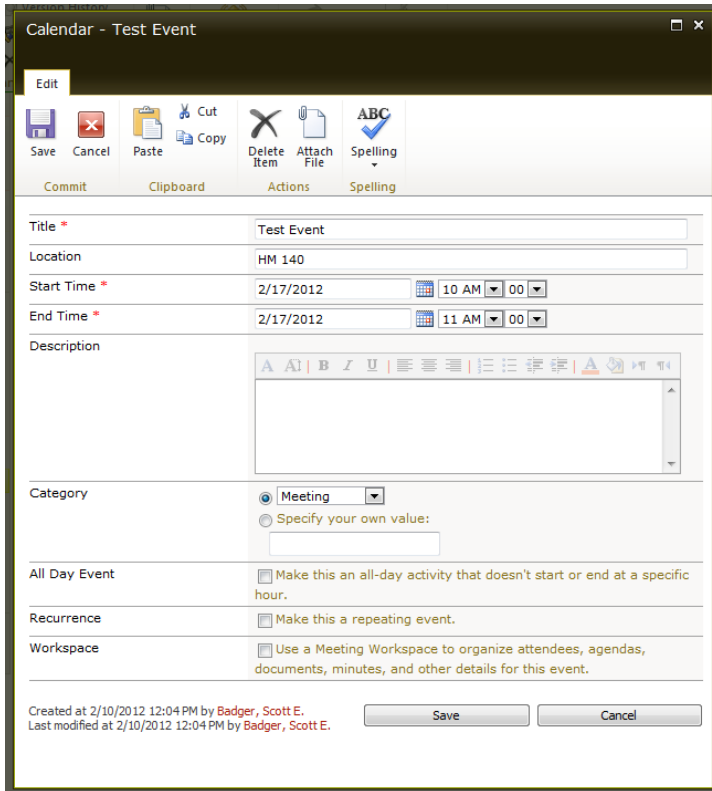 Version History
Calendar - Test Event
Edit
Cut
Copy
Save Cancel Paste Delete Item Attach File ABC Spelling
Commit Clipboard Actions Spelling
Title * Test Event
Location HM 140
Start Time * 2/17/2012 10 AM 00
End Time * 2/17/2012 11 AM 00
Description
A AI B I U A
Category Meeting
Specify your own value:
All Day Event Make this an all-day activity that doesn't start or end at a specific
hour.
Recurrence Make this a repeating event.
Workspace Use a Meeting Workspace to organize attendees, agendas,
documents, minutes, and other details for this event.
Created at 2/10/2012 12:04 PM by Badger, Scott E.
Last modified at 2/10/2012 12:04 PM by Badger, Scott E.
Save Cancel